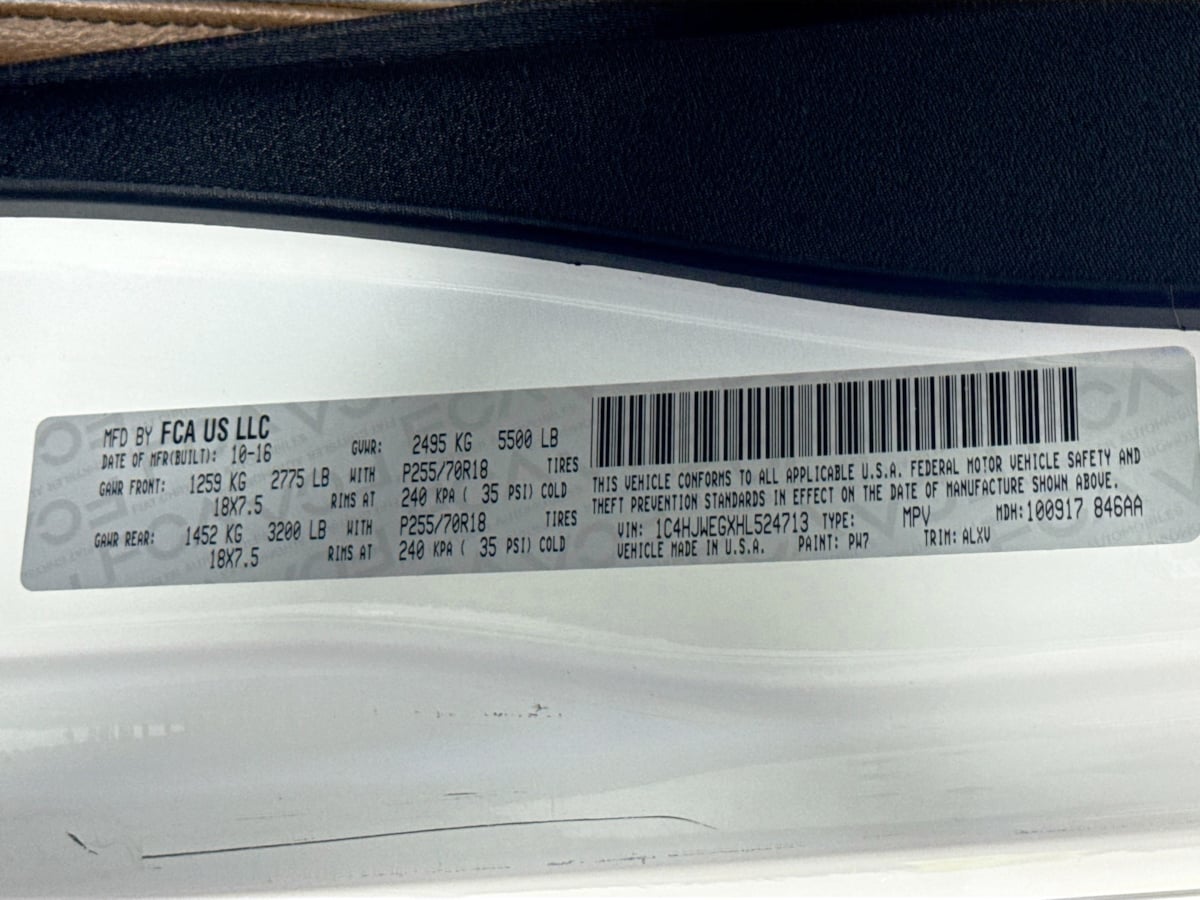 MFD BY FCA US LLC
DATE OF MFR(BUILT): 10-16
GVWR: 2495 KG 5500 LB
GAWR FRONT: 1259 KG 2775 LB WITH P255/70R18 TIRES
18X7.5 RIMS AT 240 KPA ( 35 PSI) COLD
GAWR REAR: 1452 KG 3200 LB WITH P255/70R18 TIRES
18X7.5 RIMS AT 240 KPA ( 35 PSI) COLD
THIS VEHICLE CONFORMS TO ALL APPLICABLE U.S.A. FEDERAL MOTOR VEHICLE SAFETY AND
THEFT PREVENTION STANDARDS IN EFFECT ON THE DATE OF MANUFACTURE SHOWN ABOVE.
VIN: 1C4HJWEGXHL524713 TYPE: MPV MDH:100917 846AA
VEHICLE MADE IN U.S.A. PAINT: PW7 TRIM: ALXV